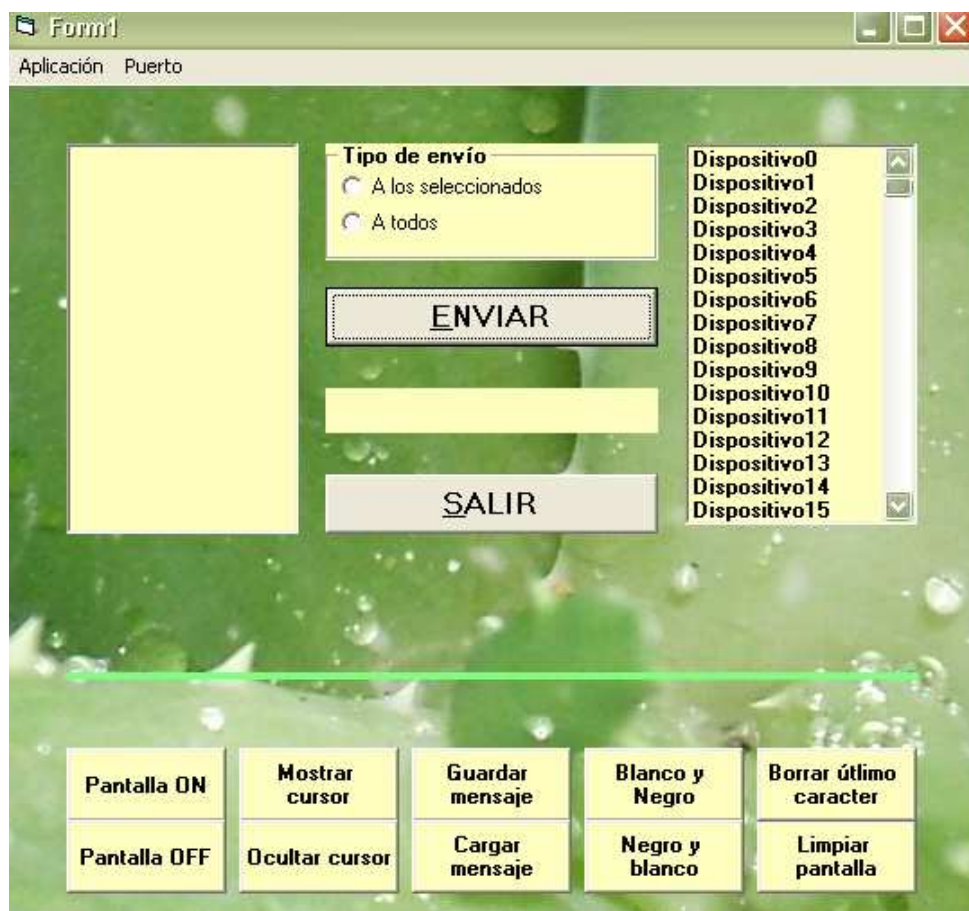 Form1
Aplicación Puerto
Tipo de envío
A los seleccionados
A todos
ENVIAR
SALIR
Dispositivo0
Dispositivo1
Dispositivo2
Dispositivo3
Dispositivo4
Dispositivo5
Dispositivo6
Dispositivo7
Dispositivo8
Dispositivo9
Dispositivo10
Dispositivo11
Dispositivo12
Dispositivo13
Dispositivo14
Dispositivo15
Pantalla ON
Mostrar
cursor
Guardar
mensaje
Blanco y
Negro
Borrar útlimo
caracter
Pantalla OFF
Ocultar cursor
Cargar
mensaje
Negro y
blanco
Limpiar
pantalla